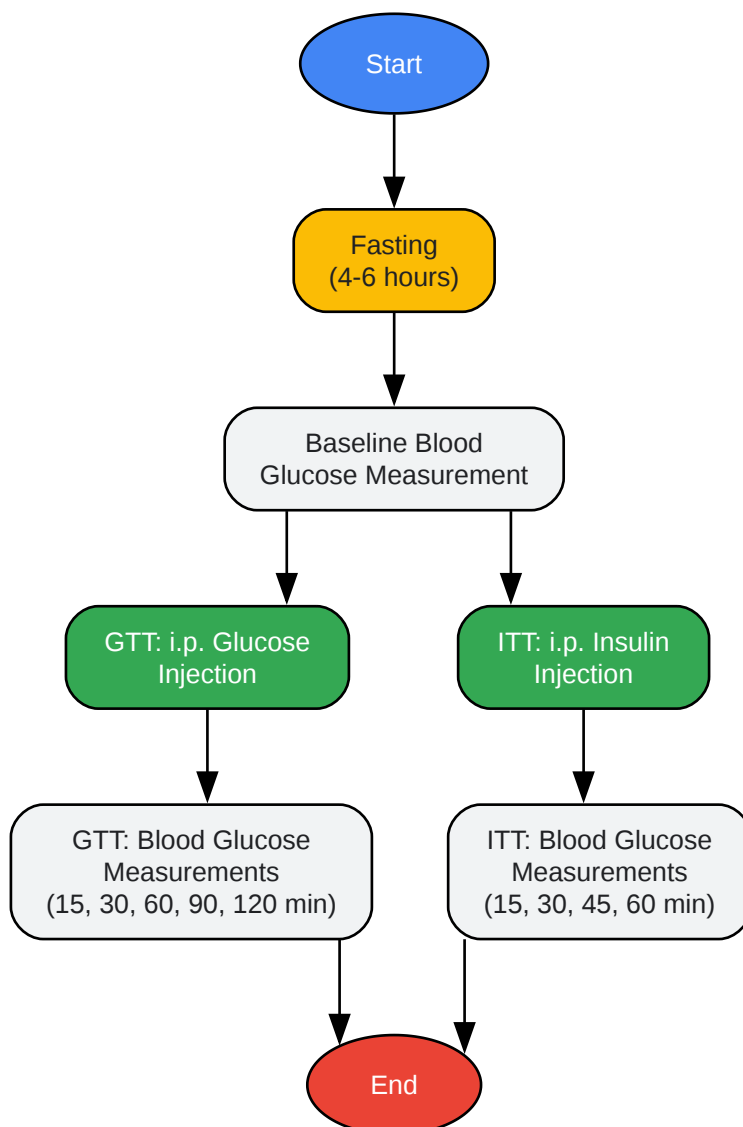 Start
Fasting
(4-6 hours)
Baseline Blood
Glucose Measurement
GTT: i.p. Glucose
Injection
ITT: i.p. Insulin
Injection
GTT: Blood Glucose
Measurements
(15, 30, 60, 90, 120 min)
ITT: Blood Glucose
Measurements
(15, 30, 45, 60 min)
End